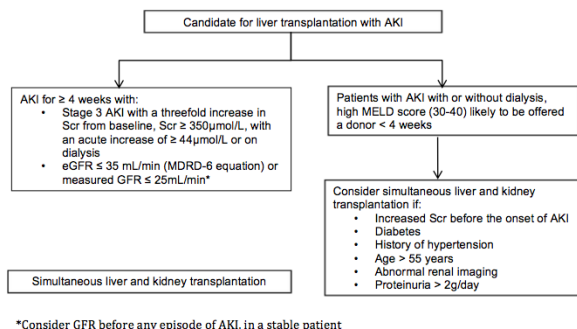 Candidate for liver transplantation with AKI
AKI for ≥ 4 weeks with:
• Stage 3 AKI with a threefold increase in
Scr from baseline, Scr ≥ 350µmol/L, with
an acute increase of ≥ 44µmol/L or on
dialysis
• eGFR ≤ 35 mL/min (MDRD-6 equation) or
measured GFR ≤ 25mL/min*
Patients with AKI with or without dialysis,
high MELD score (30-40) likely to be offered
a donor < 4 weeks
Consider simultaneous liver and kidney
transplantation if:
• Increased Scr before the onset of AKI
• Diabetes
• History of hypertension
• Age > 55 years
• Abnormal renal imaging
• Proteinuria > 2g/day
Simultaneous liver and kidney transplantation
*Consider GFR before any episode of AKI, in a stable patient